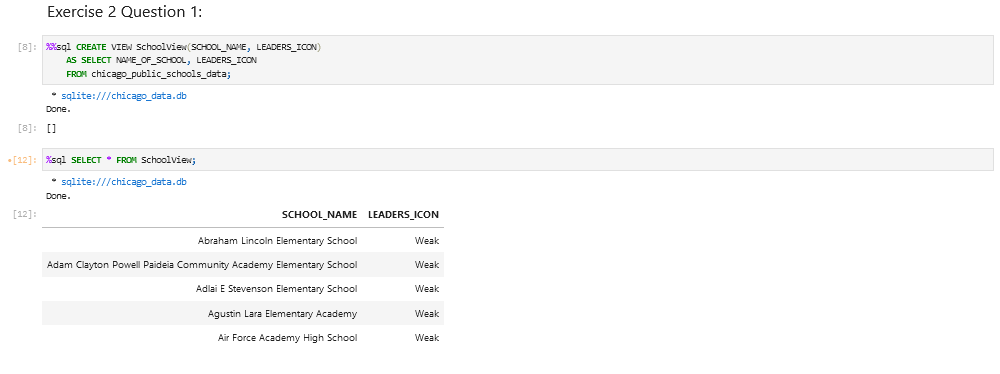 Exercise 2 Question 1:
[8]: %%sql CREATE VIEW SchoolView(SCHOOL_NAME, LEADERS_ICON)
AS SELECT NAME_OF_SCHOOL, LEADERS_ICON
FROM chicago_public_schools_data;
* sqlite:///chicago_data.db
Done.
[8]: []
•[12]: %sql SELECT * FROM SchoolView;
* sqlite:///chicago_data.db
Done.
[12]:
SCHOOL_NAME LEADERS_ICON
Abraham Lincoln Elementary School Weak
Adam Clayton Powell Paideia Community Academy Elementary School Weak
Adlai E Stevenson Elementary School Weak
Agustin Lara Elementary Academy Weak
Air Force Academy High School Weak